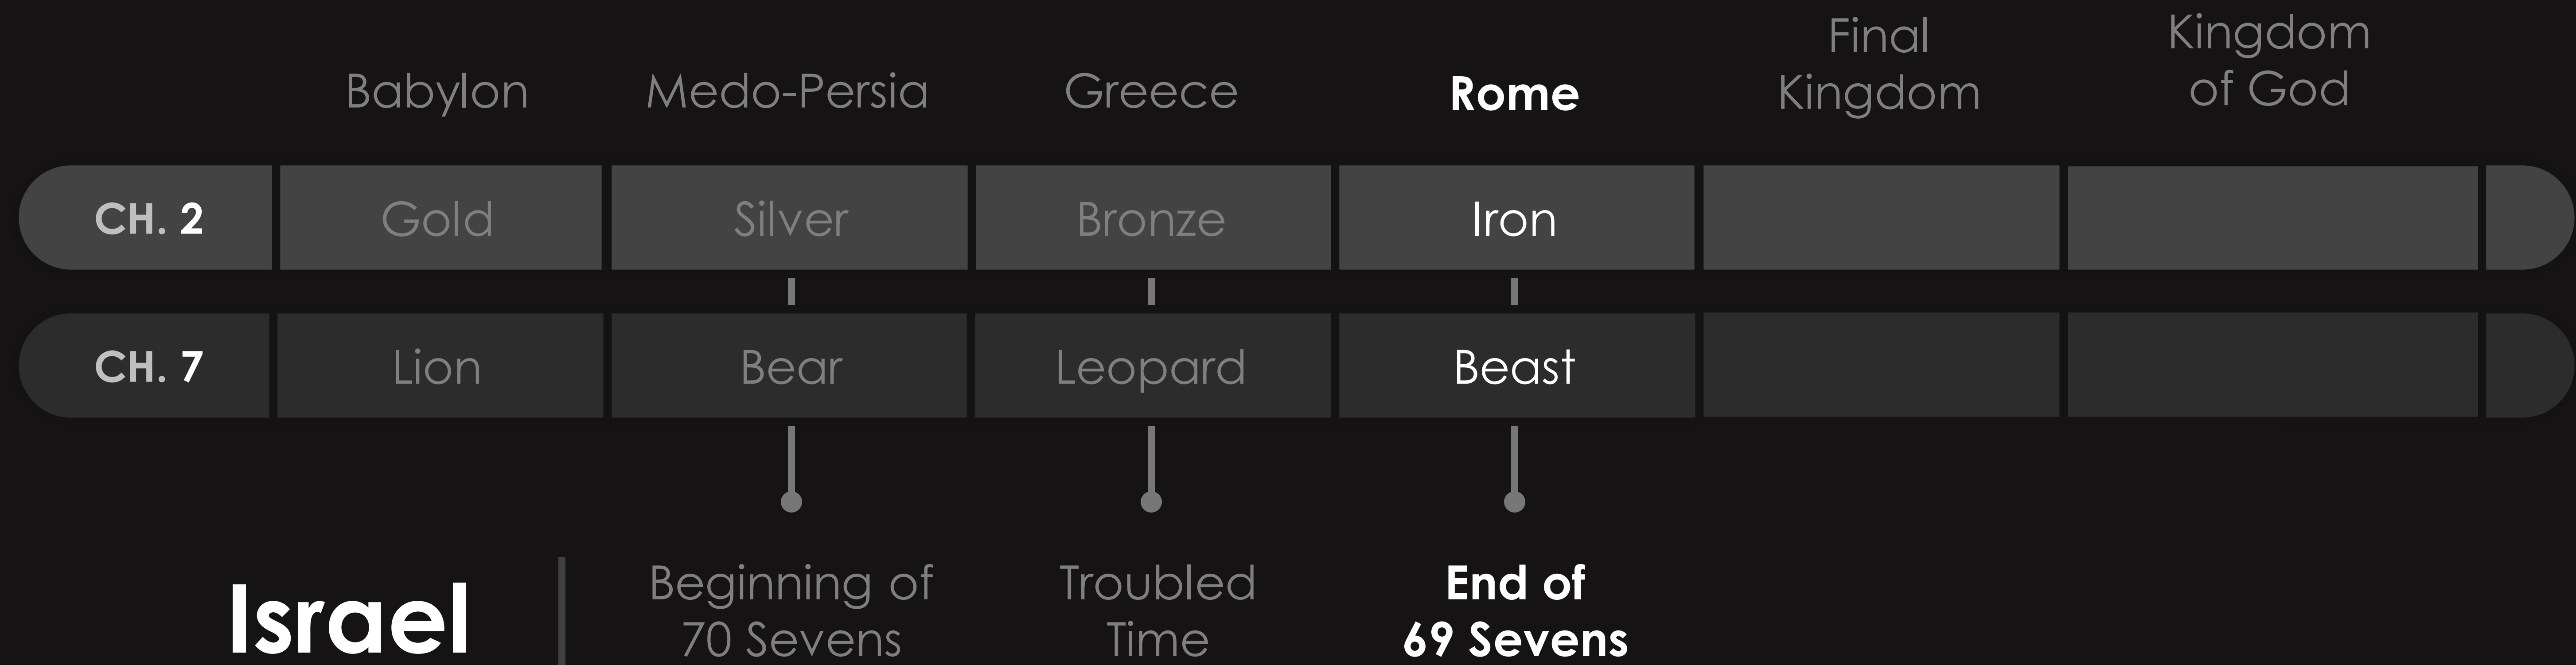 Final Kingdom
Babylon Medo-Persia Greece Rome Kingdom of God
CH. 2 Gold Silver Bronze Iron
CH. 7 Lion Bear Leopard Beast
Israel Beginning of Troubled End of
70 Sevens Time 69 Sevens